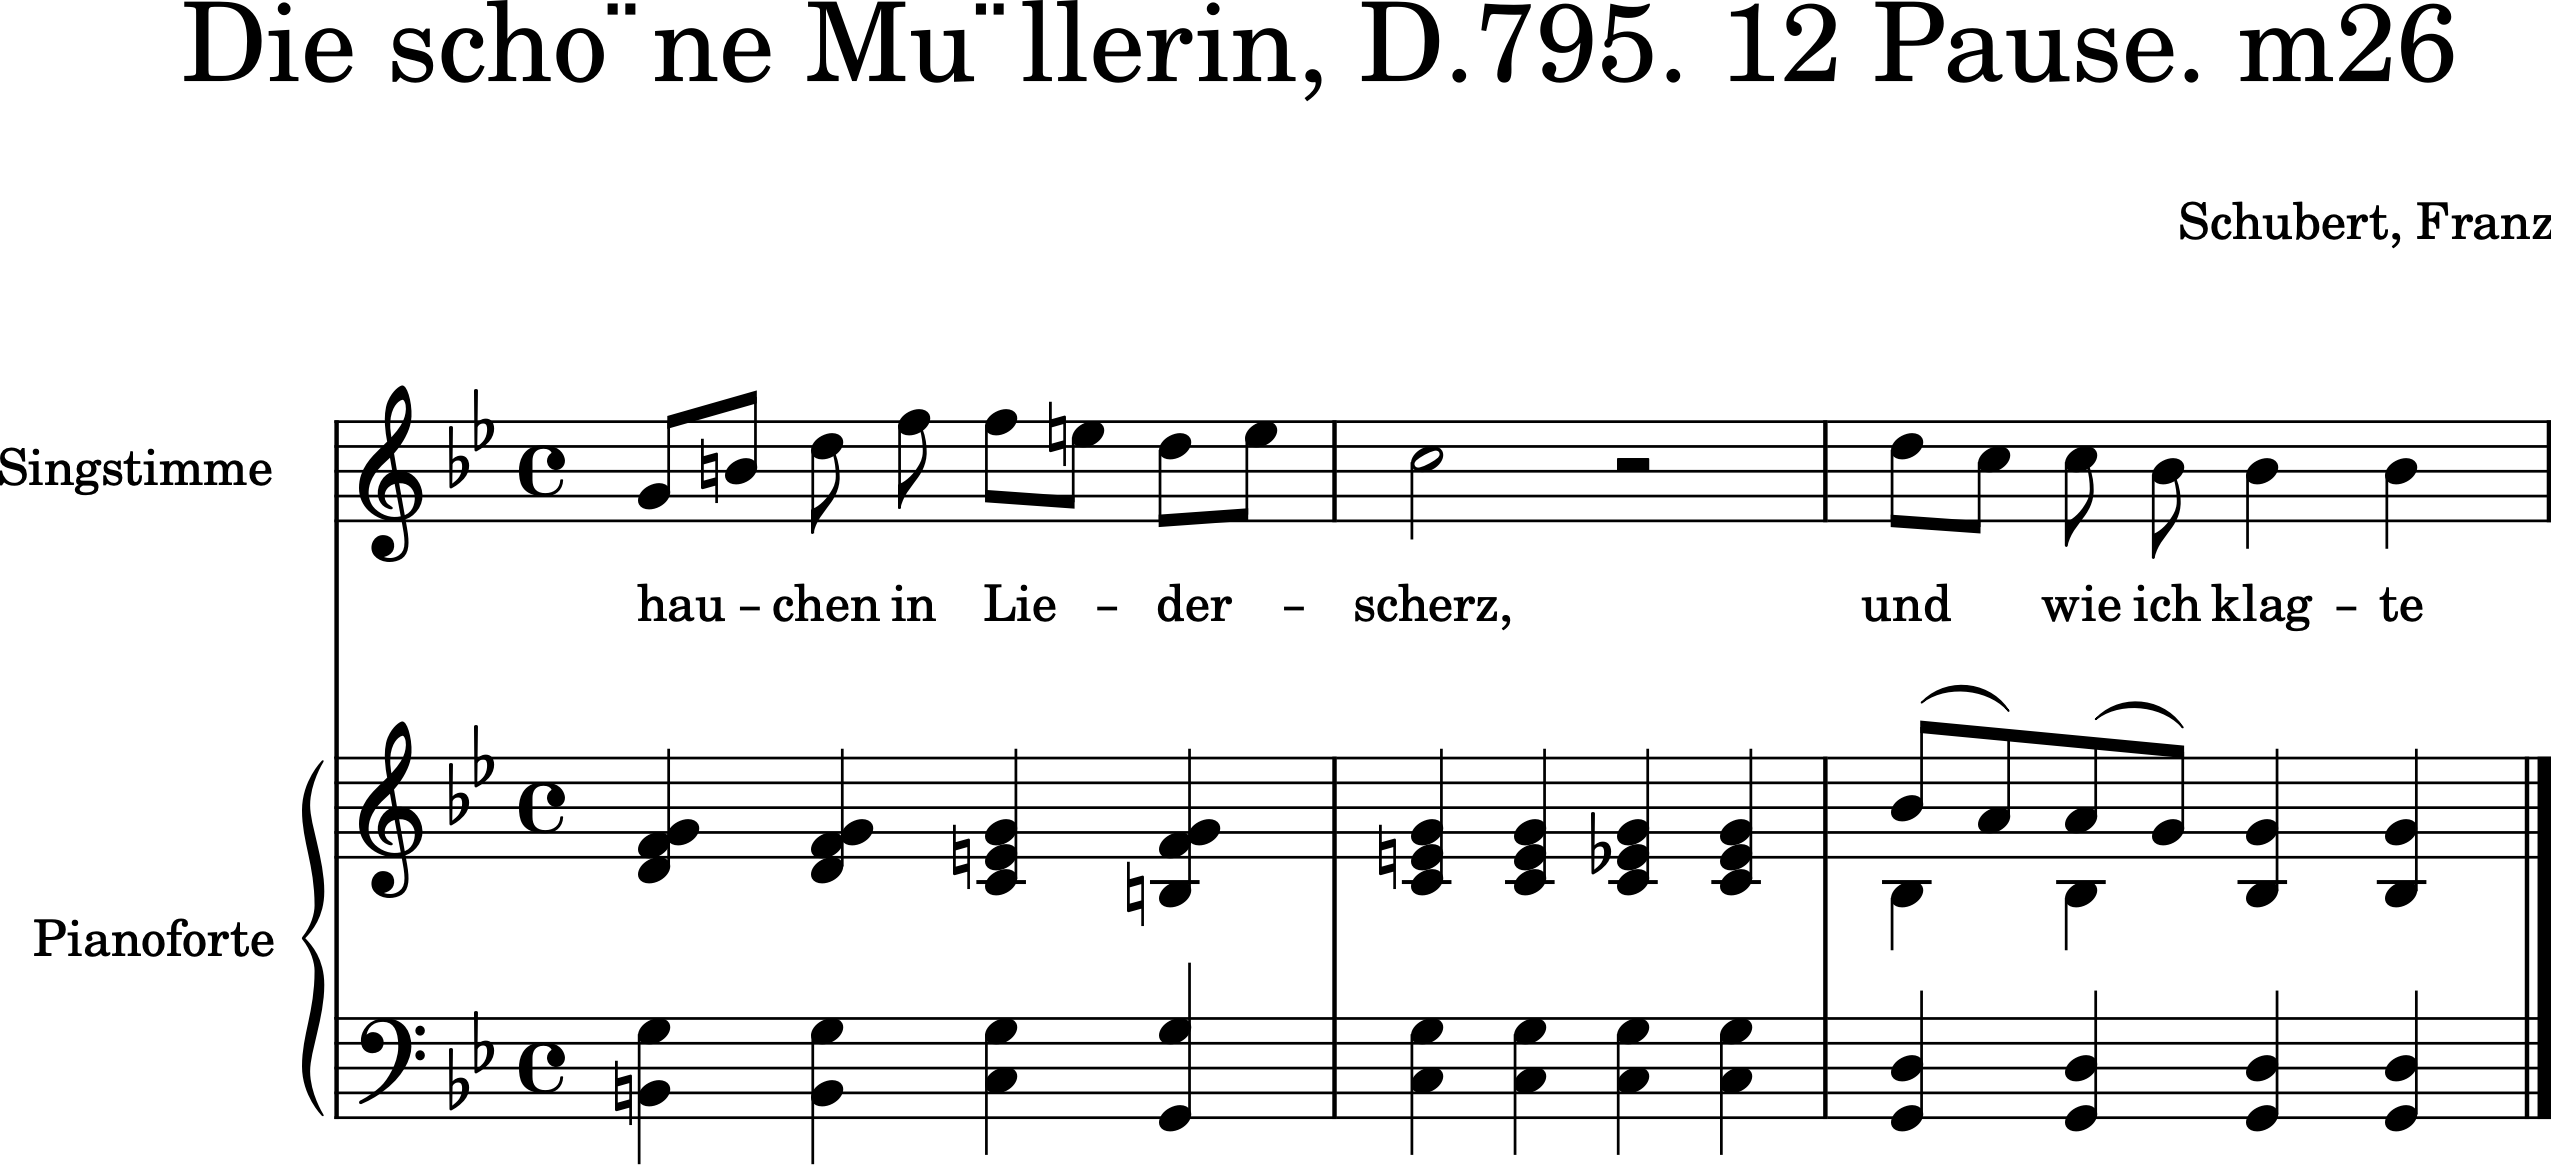 Die scho¨ne Mu¨llerin, D.795. 12 Pause. m26
Schubert, Franz
Singstimme
hau – chen in Lie – der – scherz, und wie ich klag – te
Pianoforte